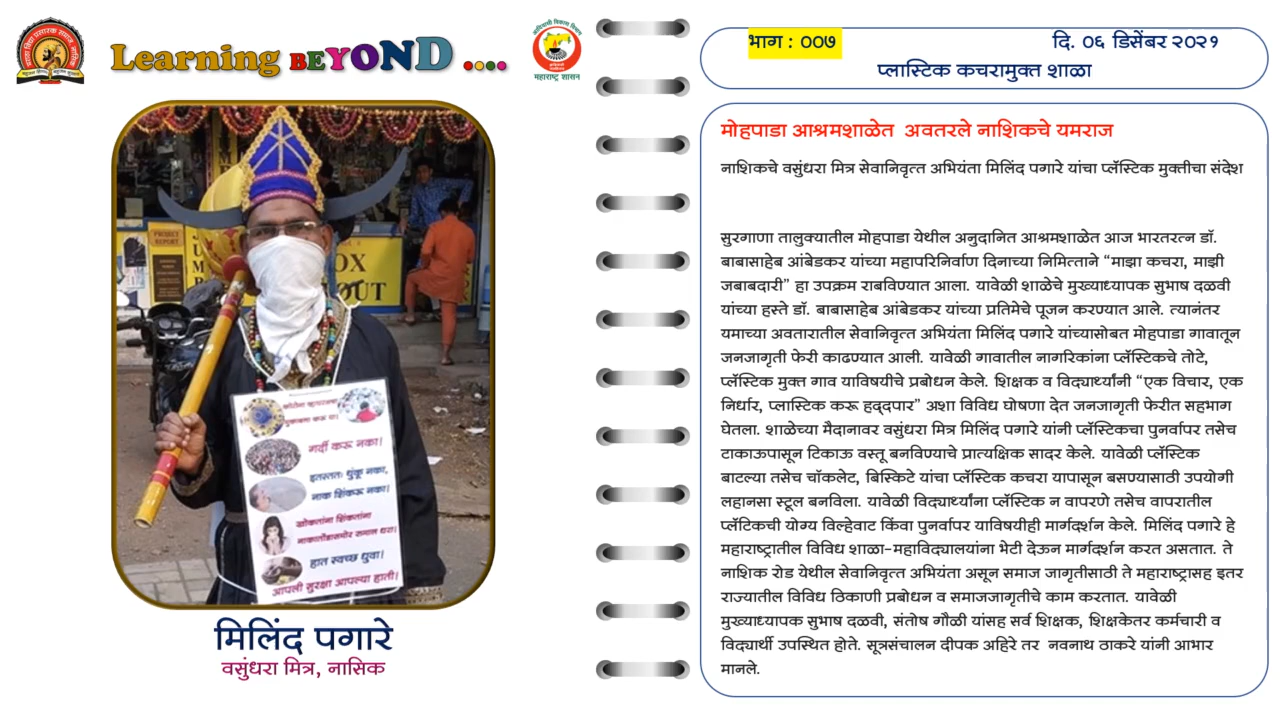 Learning BEYOND ....
महाराष्ट्र शासन
गर्दी करू नका।
इतस्ततः थुंकू नका,
नाक शिंकऊ नका।
खोकतांना शिंकतांना
हात स्वच्छ धुवा।
आपली सुरक्षा आपल्या हाती।
मिलिंद पगारे
वसुंधरा मित्र, नासिक
भाग : ००७
दि. ०६ डिसेंबर २०२१
प्लास्टिक कचरामुक्त शाळा
मोहपाडा आश्रमशाळेत अवतरले नाशिकचे यमराज
नाशिकचे वसुंधरा मित्र सेवानिवृत्त अभियंता मिलिंद पगारे यांचा प्लॅस्टिक मुक्तीचा संदेश
सुरगाणा तालुक्यातील मोहपाडा येथील अनुदानित आश्रमशाळेत आज भारतरत्न डॉ.
बाबासाहेब आंबेडकर यांच्या महापरिनिर्वाण दिनाच्या निमित्ताने “माझा कचरा, माझी
जबाबदारी” हा उपक्रम राबविण्यात आला. यावेळी शाळेचे मुख्याध्यापक सुभाष दळवी
यांच्या हस्ते डॉ. बाबासाहेब आंबेडकर यांच्या प्रतिमेचे पूजन करण्यात आले. त्यानंतर
यमाच्या अवतारातील सेवानिवृत्त अभियंता मिलिंद पगारे यांच्यासोबत मोहपाडा गावातून
जनजागृती फेरी काढण्यात आली. यावेळी गावातील नागरिकांना प्लॅस्टिकचे तोटे,
प्लॅस्टिक मुक्त गाव याविषयीचे प्रबोधन केले. शिक्षक व विद्यार्थ्यांनी “एक विचार, एक
निर्धार, प्लास्टिक करू हद्दपार” अशा विविध घोषणा देत जनजागृती फेरीत सहभाग
घेतला. शाळेच्या मैदानावर वसुंधरा मित्र मिलिंद पगारे यांनी प्लॅस्टिकचा पुनर्वापर तसेच
टाकाऊपासून टिकाऊ वस्तू बनविण्याचे प्रात्यक्षिक सादर केले. यावेळी प्लॅस्टिक
बाटल्या तसेच चॉकलेट, बिस्किटे यांचा प्लॅस्टिक कचरा यापासून बसण्यासाठी उपयोगी
लहानसा स्टूल बनविला. यावेळी विद्यार्थ्यांना प्लॅस्टिक न वापरणे तसेच वापरातील
प्लॅटिकची योग्य विल्हेवाट किंवा पुनर्वापर याविषयीही मार्गदर्शन केले. मिलिंद पगारे हे
महाराष्ट्रातील विविध शाळा-महाविद्यालयांना भेटी देऊन मार्गदर्शन करत असतात. ते
नाशिक रोड येथील सेवानिवृत्त अभियंता असून समाज जागृतीसाठी ते महाराष्ट्रासह इतर
राज्यातील विविध ठिकाणी प्रबोधन व समाजजागृतीचे काम करतात. यावेळी
मुख्याध्यापक सुभाष दळवी, संतोष गौळी यांसह सर्व शिक्षक, शिक्षकेतर कर्मचारी व
विद्यार्थी उपस्थित होते. सूत्रसंचालन दीपक अहिरे तर नवनाथ ठाकरे यांनी आभार
मानले.